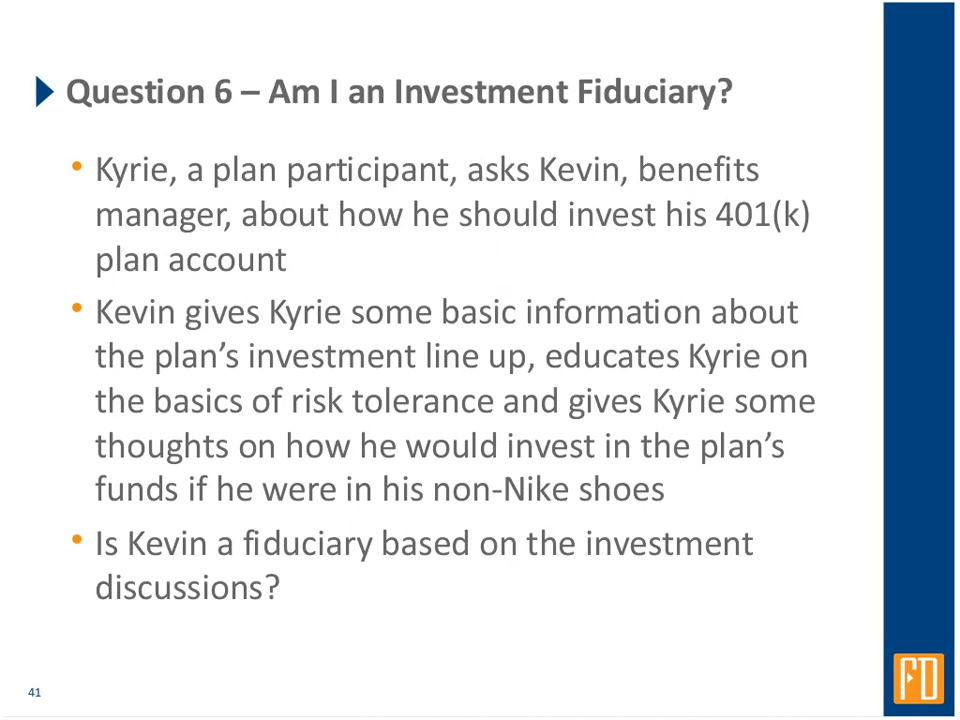 Question 6 – Am I an Investment Fiduciary?
• Kyrie, a plan participant, asks Kevin, benefits
manager, about how he should invest his 401(k)
plan account
• Kevin gives Kyrie some basic information about
the plan’s investment line up, educates Kyrie on
the basics of risk tolerance and gives Kyrie some
thoughts on how he would invest in the plan’s
funds if he were in his non-Nike shoes
• Is Kevin a fiduciary based on the investment
discussions?
41
FD